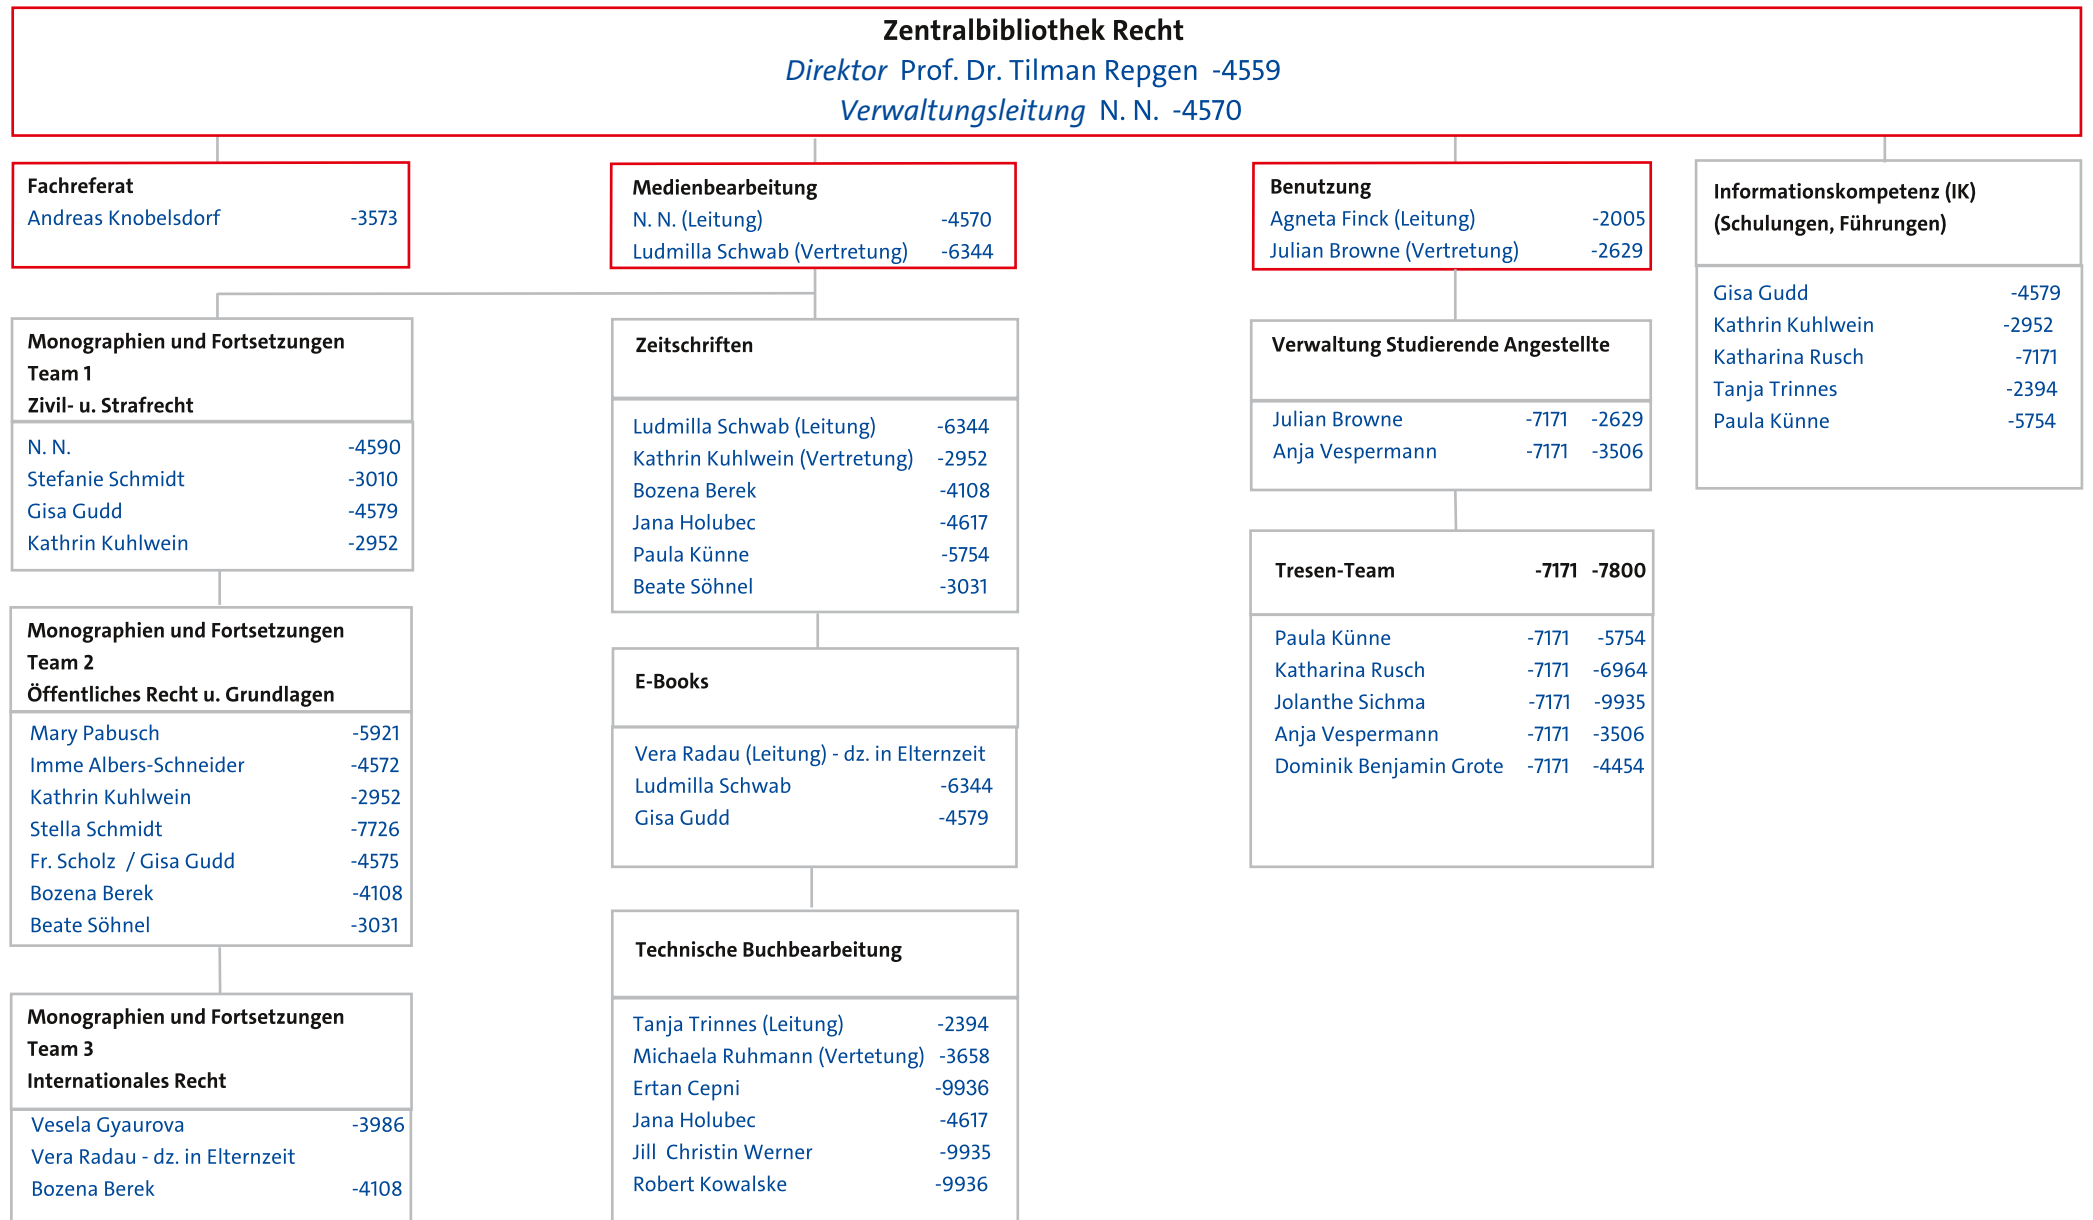 Zentralbibliothek Recht
Direktor Prof. Dr. Tilman Repgen -4559
Verwaltungsleitung N. N. -4570
Fachreferat
Andreas Knobelsdorf -3573
Medienbearbeitung
N. N. (Leitung) -4570
Ludmilla Schwab (Vertretung) -6344
Benutzung
Agneta Finck (Leitung) -2005
Julian Browne (Vertretung) -2629
Informationskompetenz (IK)
(Schulungen, Führungen)
Gisa Gudd -4579
Kathrin Kuhlwein -2952
Katharina Rusch -7171
Tanja Trinnes -2394
Paula Künne -5754
Monographien und Fortsetzungen
Team 1
Zivil- u. Strafrecht
N. N. -4590
Stefanie Schmidt -3010
Gisa Gudd -4579
Kathrin Kuhlwein -2952
Monographien und Fortsetzungen
Team 2
Öffentliches Recht u. Grundlagen
Mary Pabusch -5921
Imme Albers-Schneider -4572
Kathrin Kuhlwein -2952
Stella Schmidt -7726
Fr. Scholz / Gisa Gudd -4575
Bozena Berek -4108
Beate Söhnel -3031
Monographien und Fortsetzungen
Team 3
Internationales Recht
Vesela Gyaurova -3986
Vera Radau - dz. in Elternzeit
Bozena Berek -4108
Zeitschriften
Ludmilla Schwab (Leitung) -6344
Kathrin Kuhlwein (Vertretung) -2952
Bozena Berek -4108
Jana Holubec -4617
Paula Künne -5754
Beate Söhnel -3031
E-Books
Vera Radau (Leitung) - dz. in Elternzeit
Ludmilla Schwab -6344
Gisa Gudd -4579
Technische Buchbearbeitung
Tanja Trinnes (Leitung) -2394
Michaela Ruhmann (Vertetung) -3658
Ertan Cepni -9936
Jana Holubec -4617
Jill Christin Werner -9935
Robert Kowalske -9936
Verwaltung Studierende Angestellte
Julian Browne -7171 -2629
Anja Vespermann -7171 -3506
Tresen-Team -7171 -7800
Paula Künne -7171 -5754
Katharina Rusch -7171 -6964
Jolanthe Sichma -7171 -9935
Anja Vespermann -7171 -3506
Dominik Benjamin Grote -7171 -4454